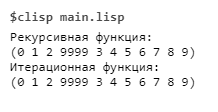 $clisp main.lisp
Рекурсивная функция:
(0 1 2 9999 3 4 5 6 7 8 9)
Итерационная функция:
(0 1 2 9999 3 4 5 6 7 8 9)